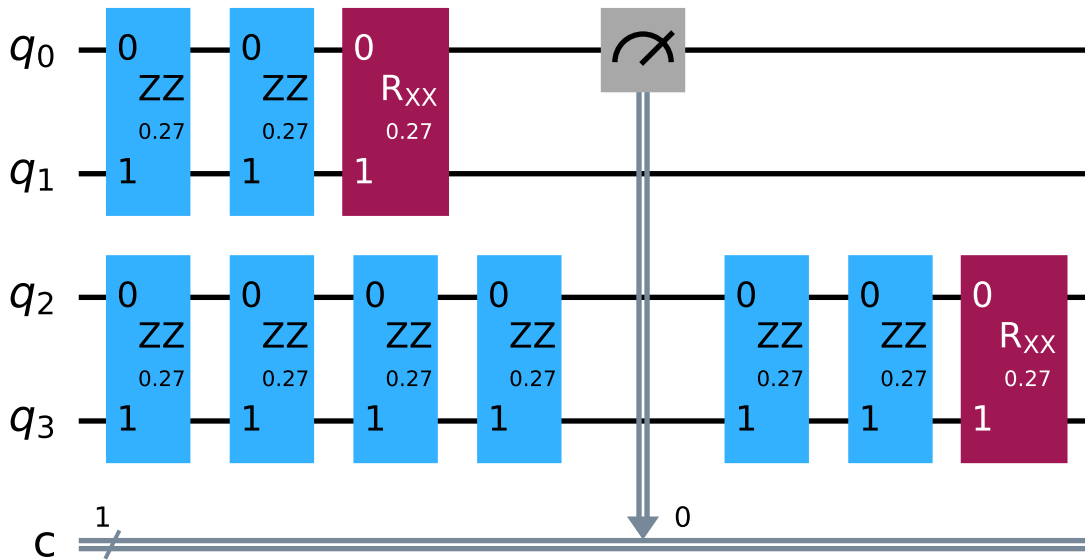 q0 0 0 0
ZZ ZZ RXX
0.27 0.27 0.27
q1 1 1 1
q2 0 0 0 0 0 0 0
ZZ ZZ ZZ ZZ ZZ ZZ RXX
0.27 0.27 0.27 0.27 0.27 0.27 0.27
q3 1 1 1 1 1 1 1
1 0
c